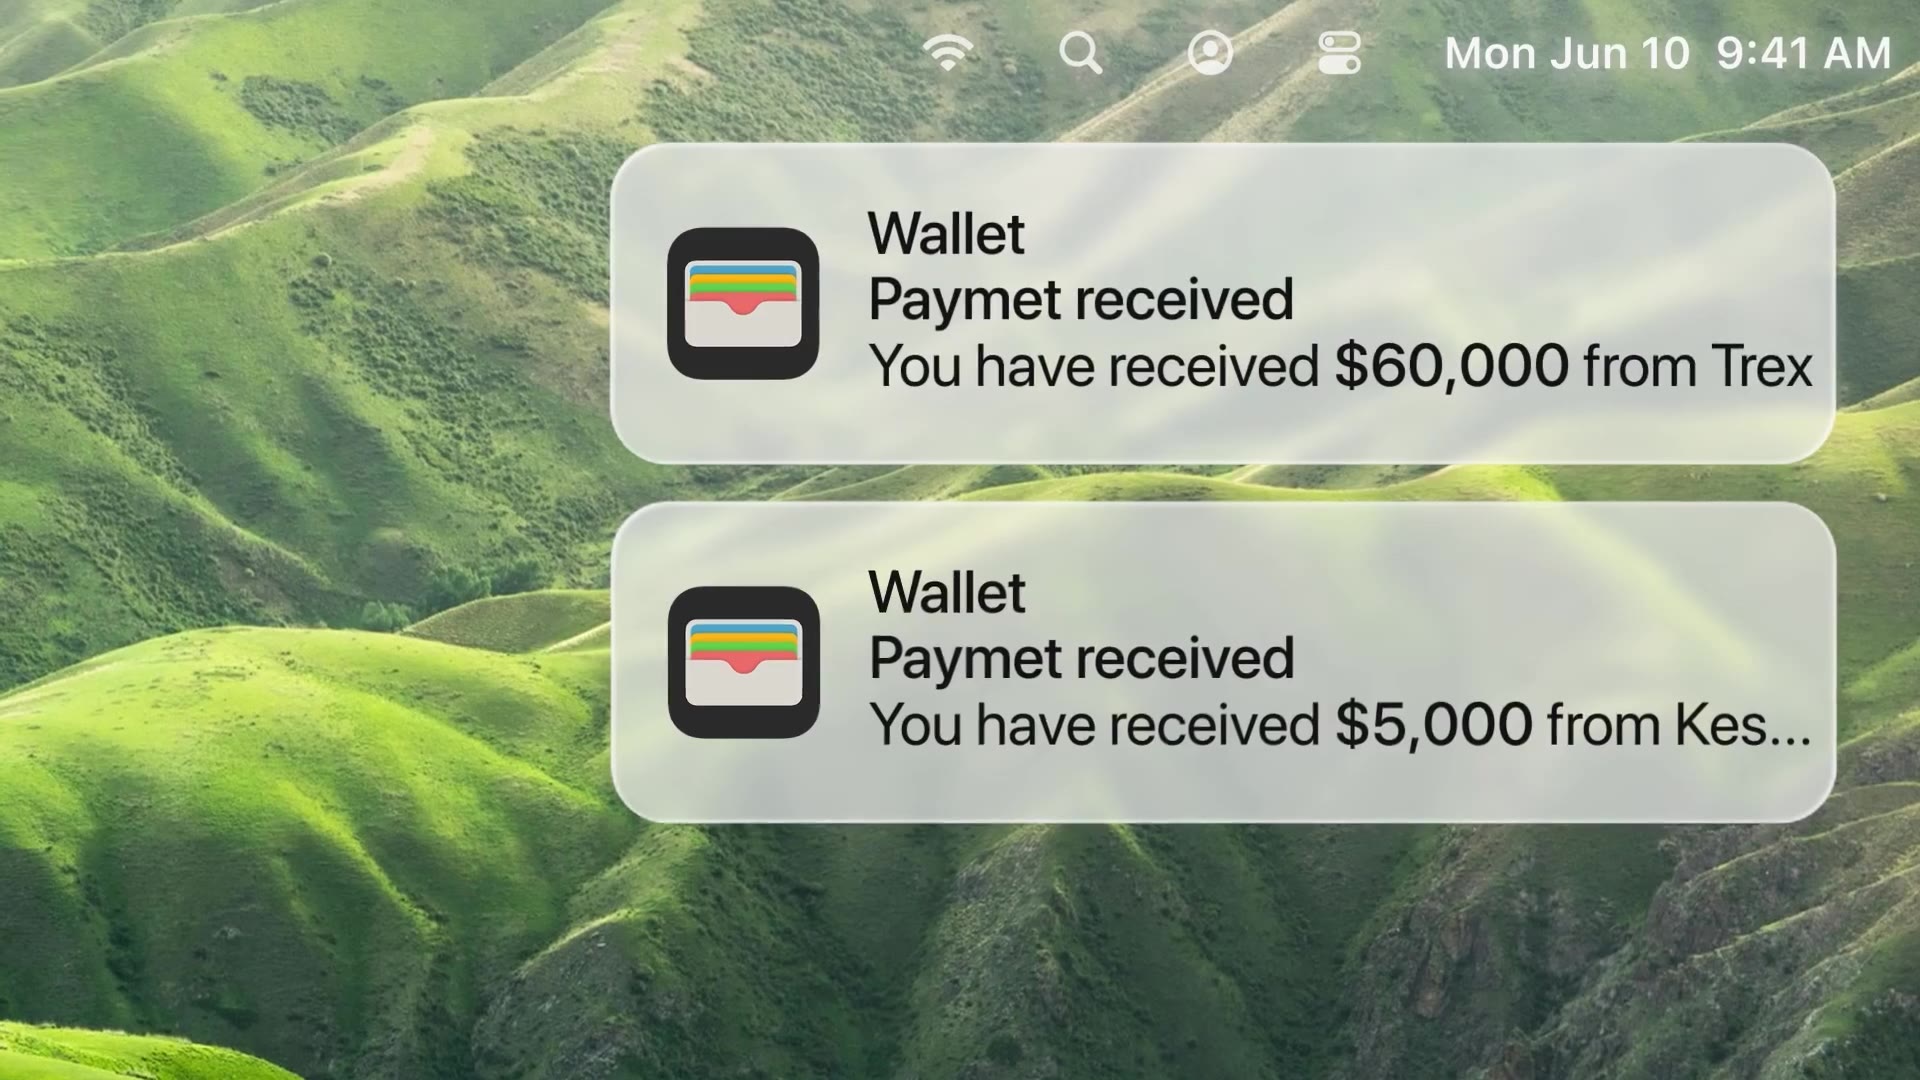 Mon Jun 10 9:41 AM
Wallet
Paymet received
You have received $60,000 from Trex
Wallet
Paymet received
You have received $5,000 from Kes...